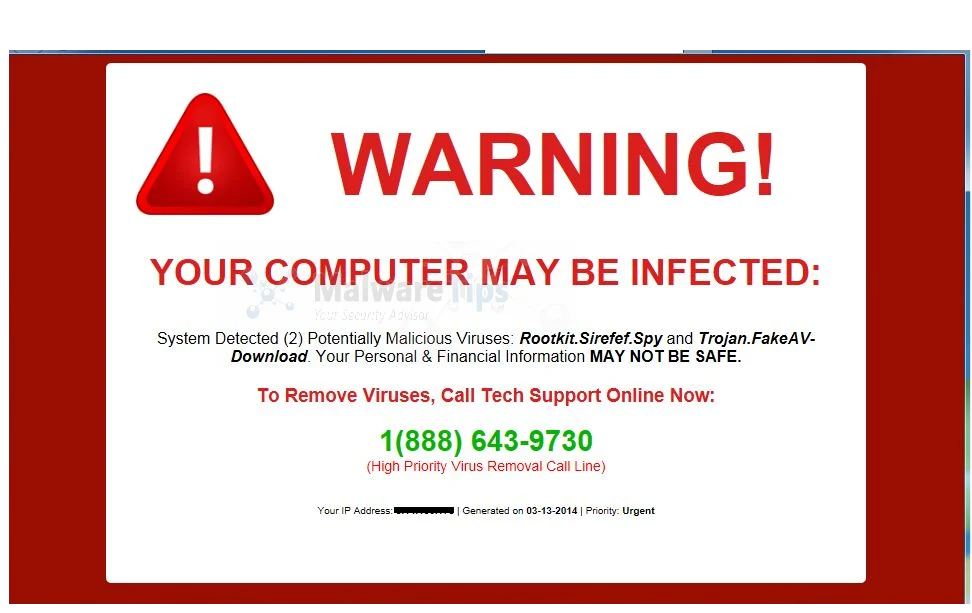 WARNING!
YOUR COMPUTER MAY BE INFECTED:
MalwareTips
Your Security Advisor
System Detected (2) Potentially Malicious Viruses: Rootkit.Sirefef.Spy and Trojan.FakeAV-
Download. Your Personal & Financial Information MAY NOT BE SAFE.
To Remove Viruses, Call Tech Support Online Now:
1(888) 643-9730
(High Priority Virus Removal Call Line)
Your IP Address: | Generated on 03-13-2014 | Priority: Urgent